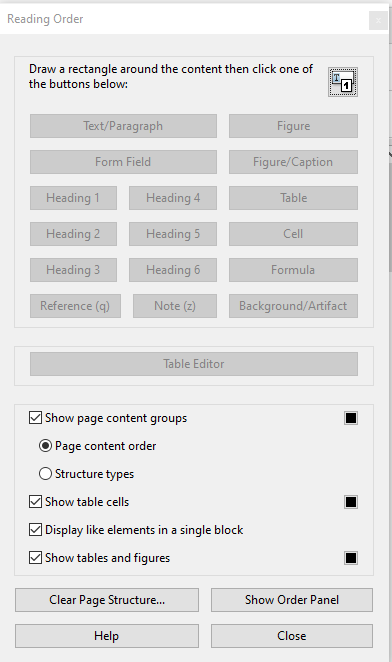 Reading Order
x
Draw a rectangle around the content then click one of
the buttons below:
1
Text/Paragraph Figure
Form Field Figure/Caption
Heading 1 Heading 4 Table
Heading 2 Heading 5 Cell
Heading 3 Heading 6 Formula
Reference (q) Note (z) Background/Artifact
Table Editor
Show page content groups
Page content order
Structure types
Show table cells
Display like elements in a single block
Show tables and figures
Clear Page Structure... Show Order Panel
Help Close